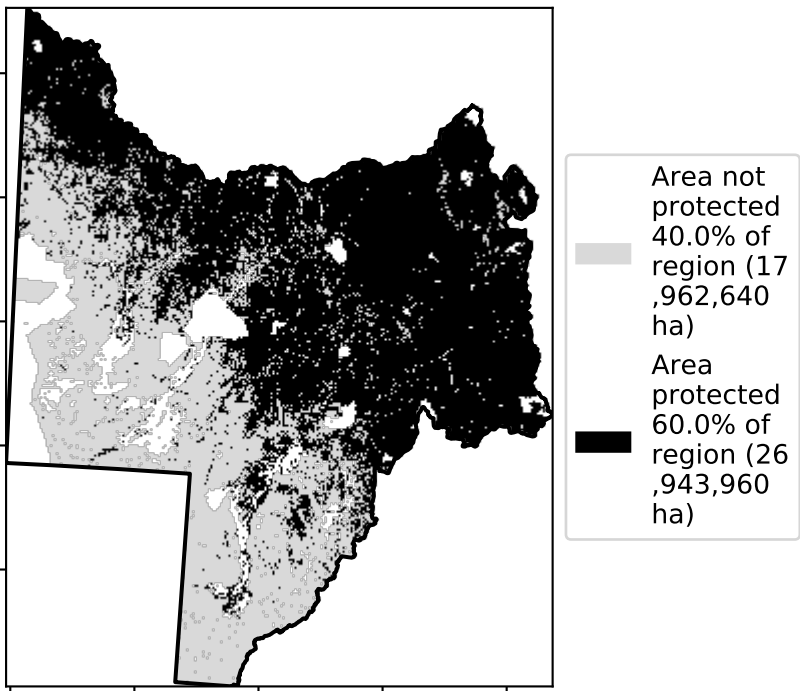 Area not
protected
40.0% of
region (17
,962,640
ha)
Area
protected
60.0% of
region (26
,943,960
ha)